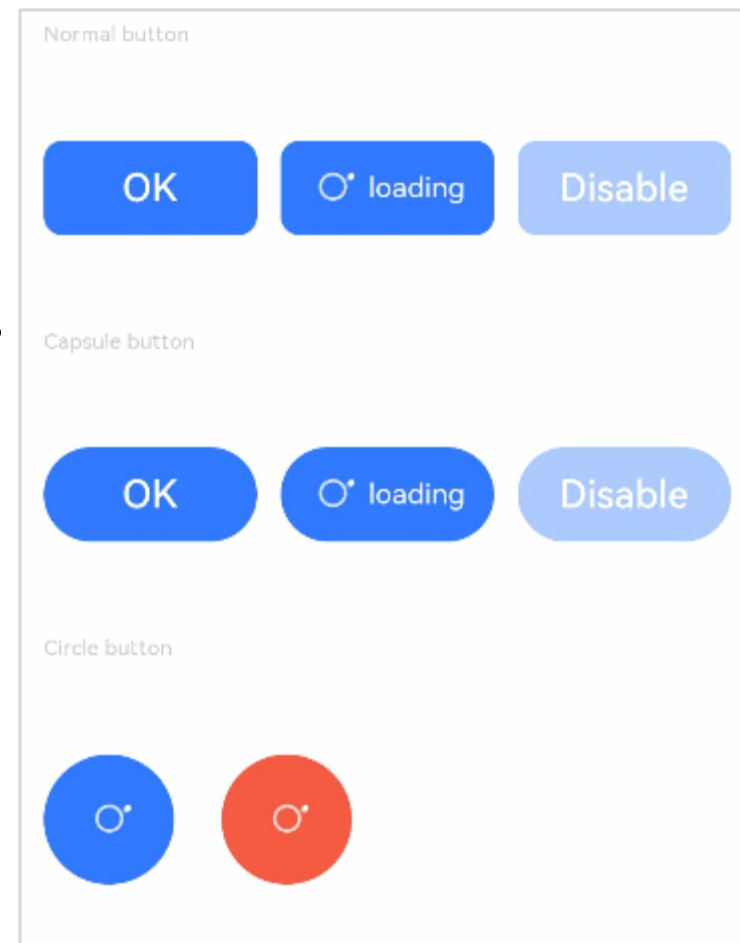 Normal button
OK loading Disable
Capsule button
OK loading Disable
Circle button